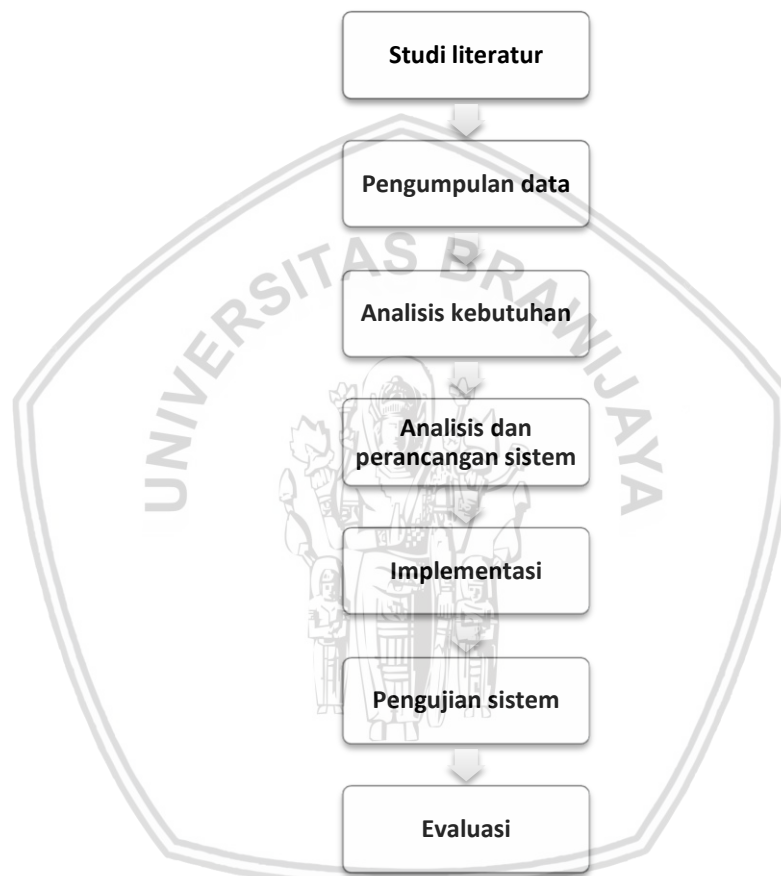 Studi literatur
Pengumpulan data
UNIVERSITAS BRAWIJAYA
Analisis kebutuhan
Analisis dan
perancangan sistem
Implementasi
Pengujian sistem
Evaluasi